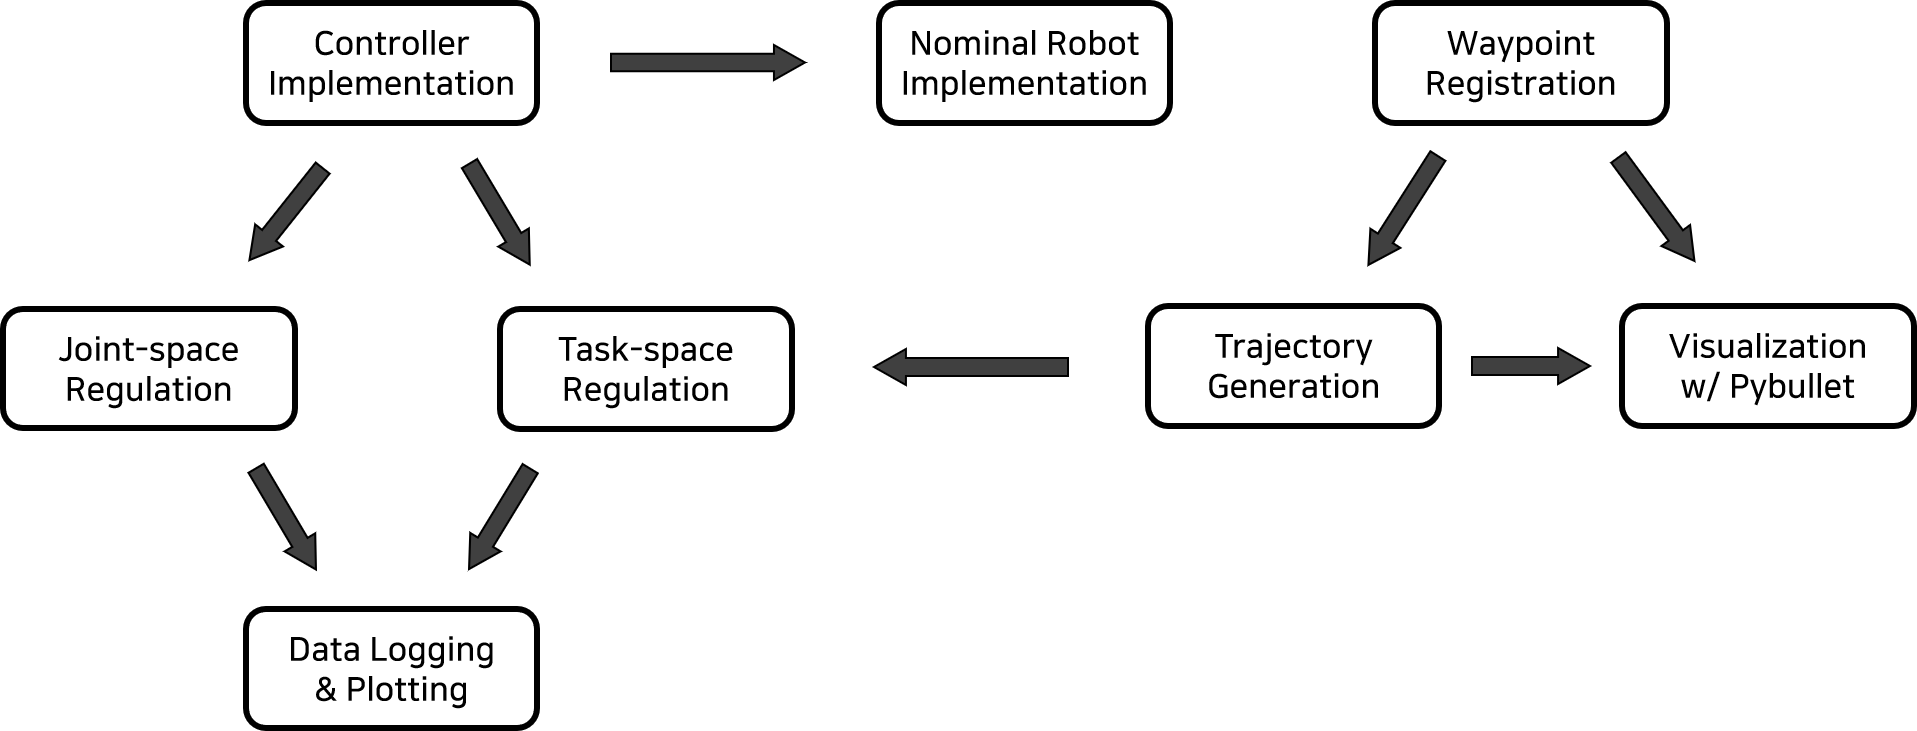 Controller
Implementation
Nominal Robot
Implementation
Waypoint
Registration
Joint-space
Regulation
Task-space
Regulation
Trajectory
Generation
Visualization
w/ Pybullet
Data Logging
& Plotting